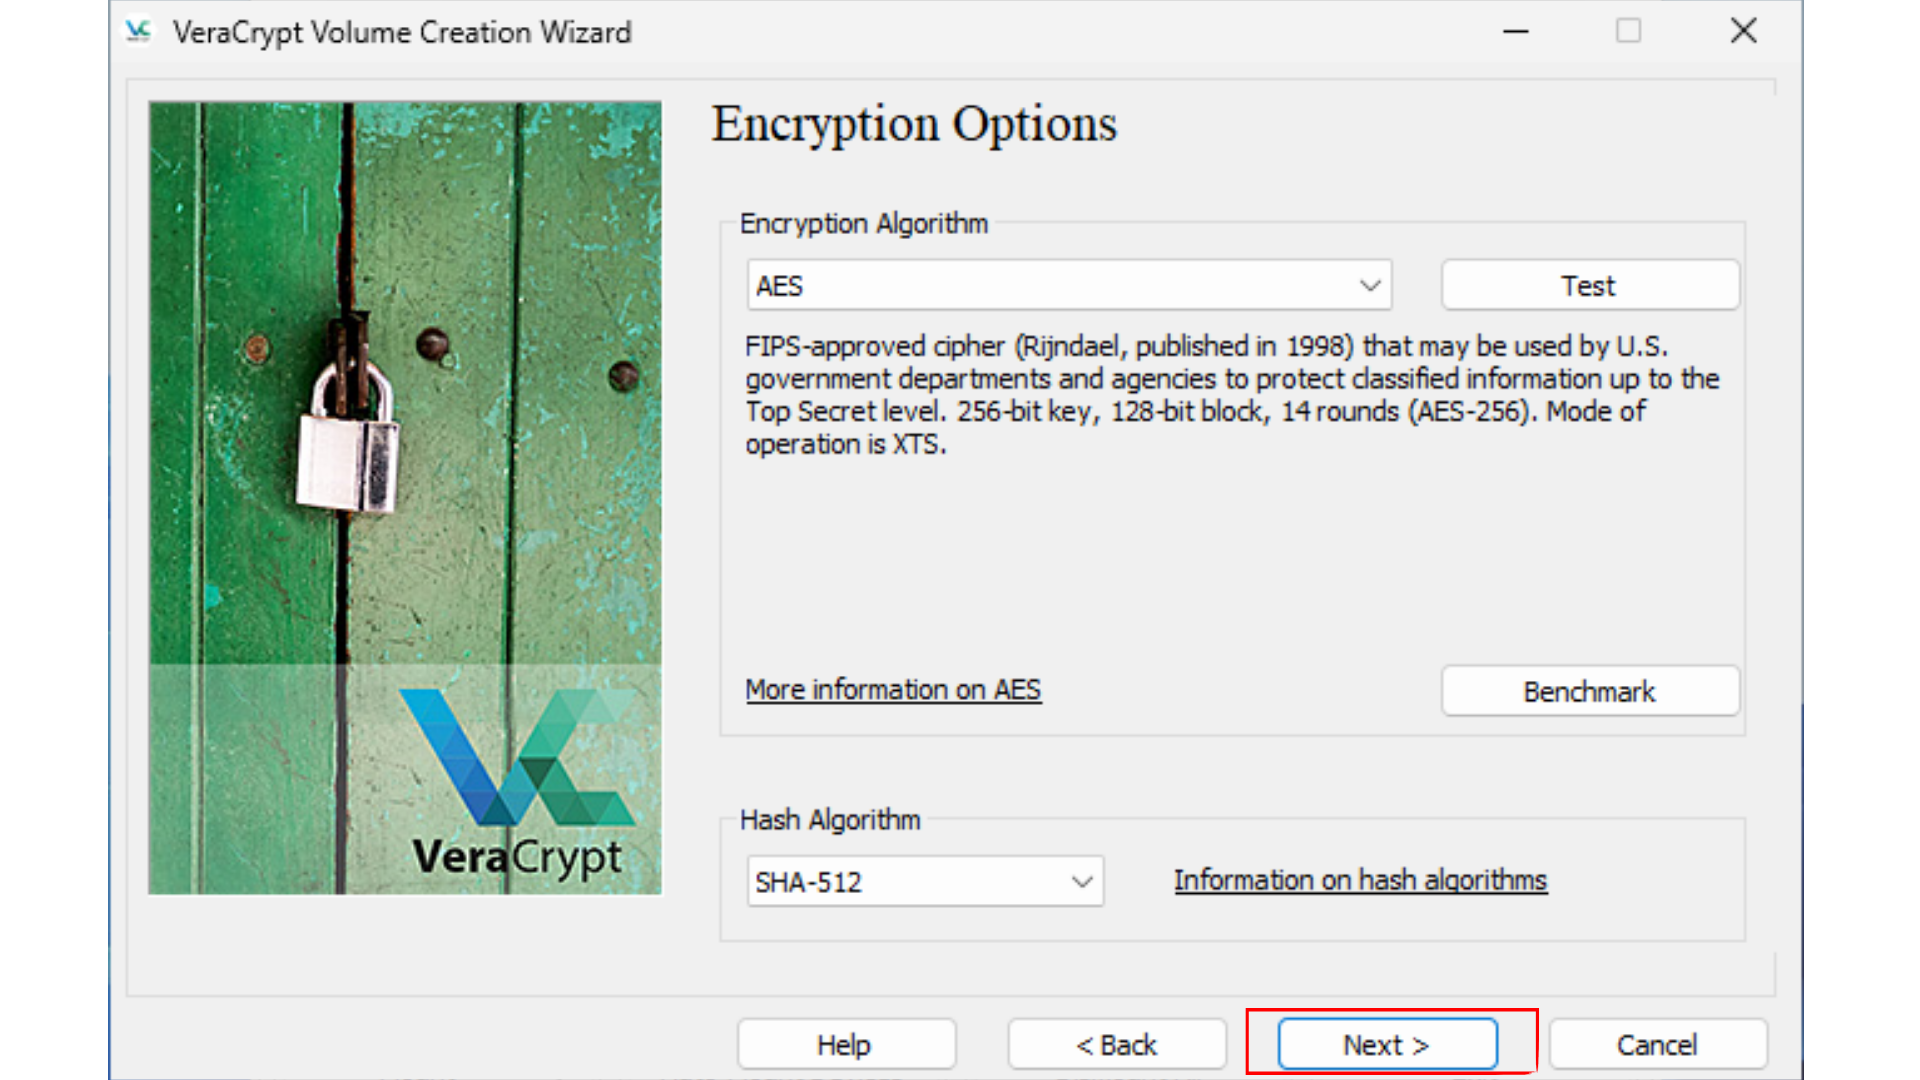 VeraCrypt Volume Creation Wizard
Encryption Options
Encryption Algorithm
AES
Test
FIPS-approved cipher (Rijndael, published in 1998) that may be used by U.S.
government departments and agencies to protect classified information up to the
Top Secret level. 256-bit key, 128-bit block, 14 rounds (AES-256). Mode of
operation is XTS.
More information on AES
Benchmark
VeraCrypt
Hash Algorithm
SHA-512
Information on hash algorithms
Help
< Back
Next >
Cancel